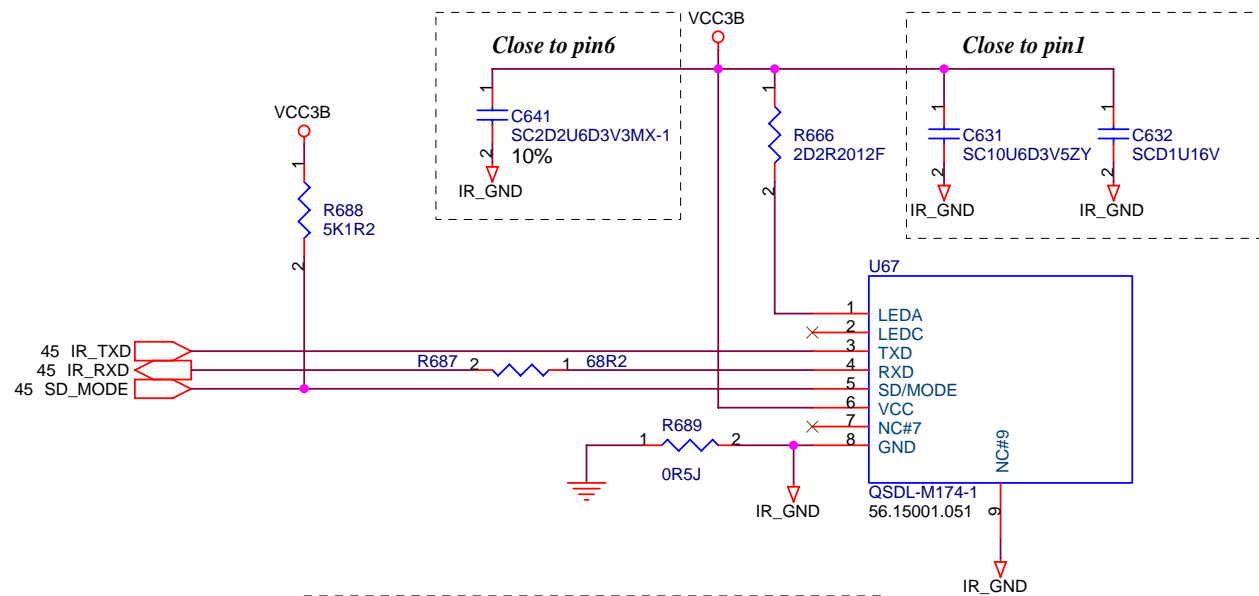 VCC3B
Close to pin6
Close to pin1
1
C641
SC2D2U6D3V3MX-1
10%
2
IR_GND
1
R666
2D2R2012F
2
1
C631
SC10U6D3V5ZY
2
IR_GND
1
C632
SCD1U16V
2
IR_GND
VCC3B
1
R688
5K1R2
2
U67
1 LEDA
2 LEDC
45 IR_TXD
3 TXD
45 IR_RXD
R687 2 1 68R2
4 RXD
45 SD_MODE
5 SD/MODE
6 VCC
7 NC#7
R689
1 2
0R5J
8 GND
IR_GND
NC#9
9
QSDL-M174-1
56.15001.051
IR_GND